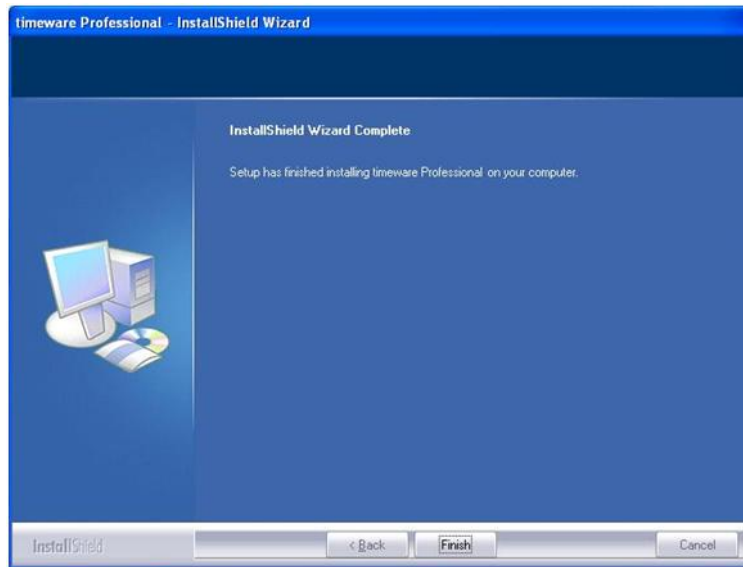 timeware Professional - InstallShield Wizard
InstallShield Wizard Complete
Setup has finished installing timeware Professional on your computer.
InstallShield
< Back
Finish
Cancel